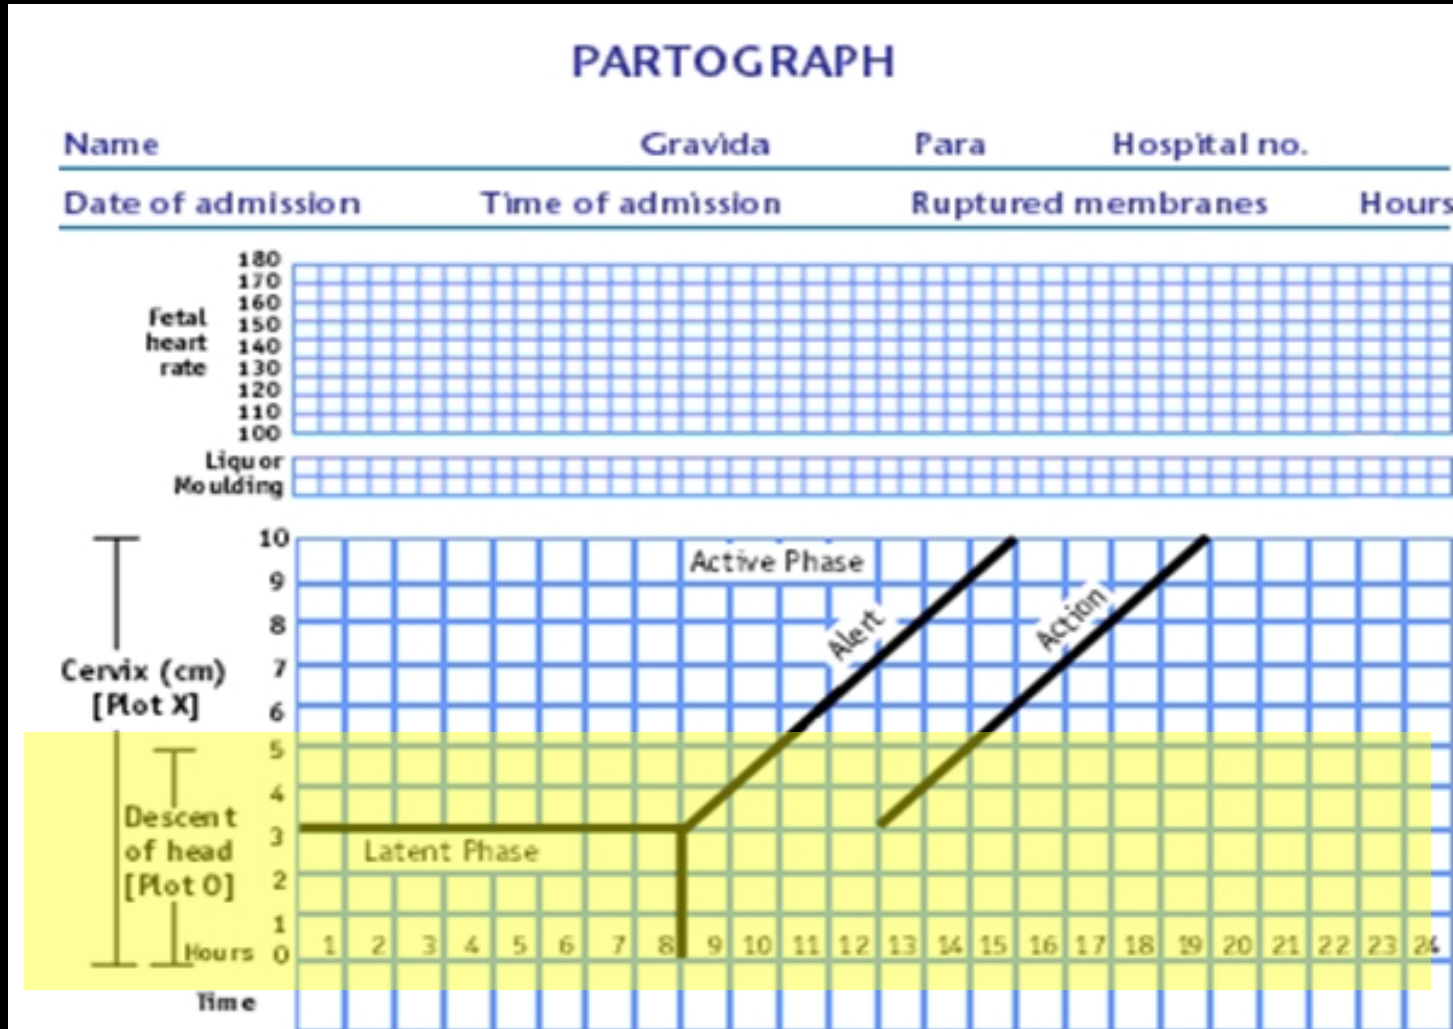 PARTOGRAPH
Name Gravida Para Hospital no.
Date of admission Time of admission Ruptured membranes Hours
180
170
160
150
140
130
120
110
100
Fetal
heart
rate
Liquor
Moulding
10
9
8
7
6
5
4
3
2
1
0
Cervix (cm)
[Plot X]
Descent
of head
[Plot O]
Active Phase
Alert
Action
Latent Phase
Hours 1 2 3 4 5 6 7 8 9 10 11 12 13 14 15 16 17 18 19 20 21 22 23 24
Time